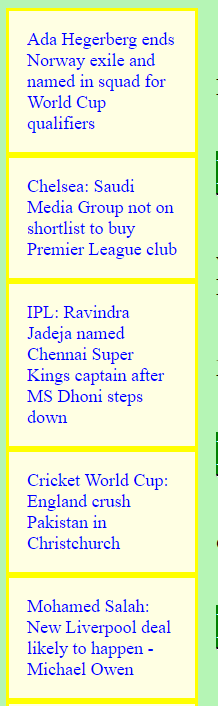 Ada Hegerberg ends
Norway exile and
named in squad for
World Cup
qualifiers
Chelsea: Saudi
Media Group not on
shortlist to buy
Premier League club
IPL: Ravindra
Jadeja named
Chennai Super
Kings captain after
MS Dhoni steps
down
Cricket World Cup:
England crush
Pakistan in
Christchurch
Mohamed Salah:
New Liverpool deal
likely to happen -
Michael Owen